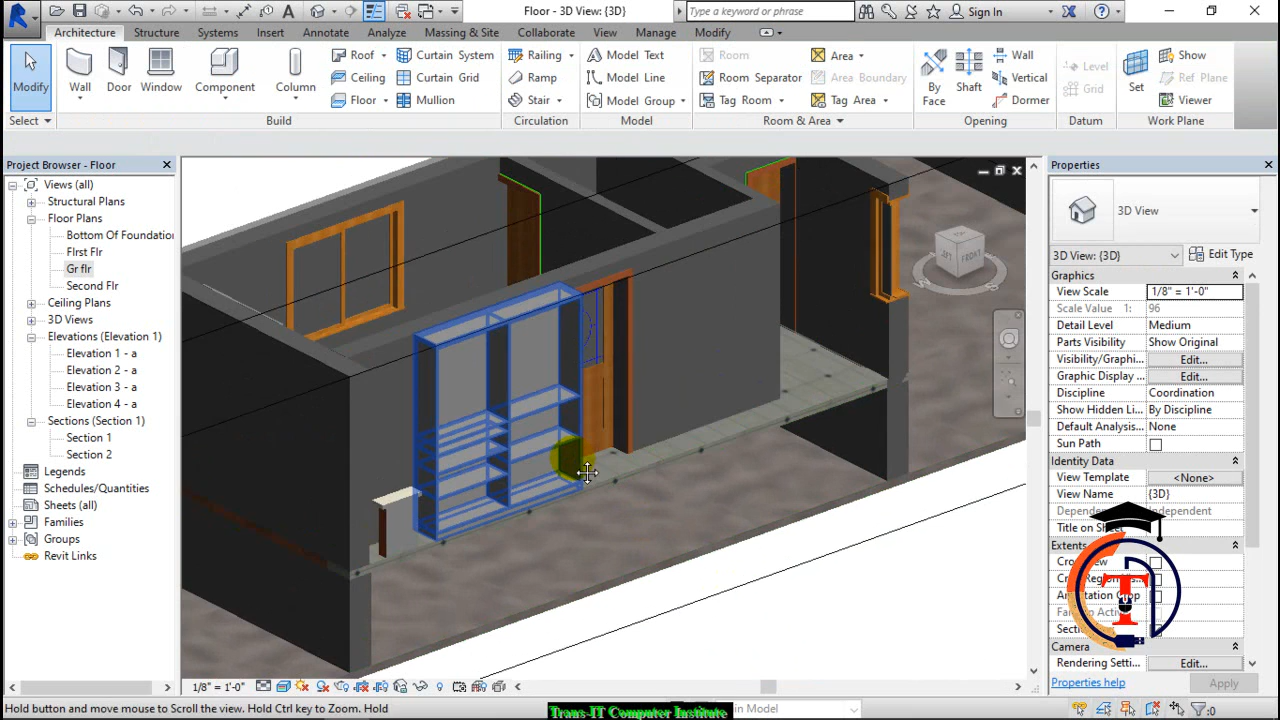 Floor - 3D View: {3D}
Type a keyword or phrase
Sign In
Architecture Structure Systems Insert Annotate Analyze Massing & Site Collaborate View Manage Modify
Modify
Wall
Door
Window
Component
Column
Roof
Ceiling
Floor
Curtain System
Curtain Grid
Mullion
Railing
Ramp
Stair
Model Text
Model Line
Model Group
Room
Room Separator
Tag Room
Area
Area Boundary
Tag Area
By
Face
Shaft
Wall
Vertical
Dormer
Level
Grid
Set
Show
Ref Plane
Viewer
Select Build Circulation Model Room & Area Opening Datum Work Plane
Project Browser - Floor
Views (all)
Structural Plans
Floor Plans
Bottom Of Foundation
FIrst Flr
Gr flr
Second Flr
Ceiling Plans
3D Views
Elevations (Elevation 1)
Elevation 1 - a
Elevation 2 - a
Elevation 3 - a
Elevation 4 - a
Sections (Section 1)
Section 1
Section 2
Legends
Schedules/Quantities
Sheets (all)
Families
Groups
Revit Links
FRONT
Properties
3D View
3D View: {3D}
Edit Type
Graphics
View Scale 1/8" = 1'-0"
Scale Value 1: 96
Detail Level Medium
Parts Visibility Show Original
Visibility/Graphi... Edit...
Graphic Display ... Edit...
Discipline Coordination
Show Hidden Li... By Discipline
Default Analysi... None
Sun Path
Identity Data
View Template <None>
View Name {3D}
Title on Sheet
Extents
Camera
Rendering Setti... Edit...
Properties help
Apply
1/8" = 1'-0"
Hold button and move mouse to Scroll the view. Hold Ctrl key to Zoom. Hold
Trans-IT Computer Institute
Model
:0